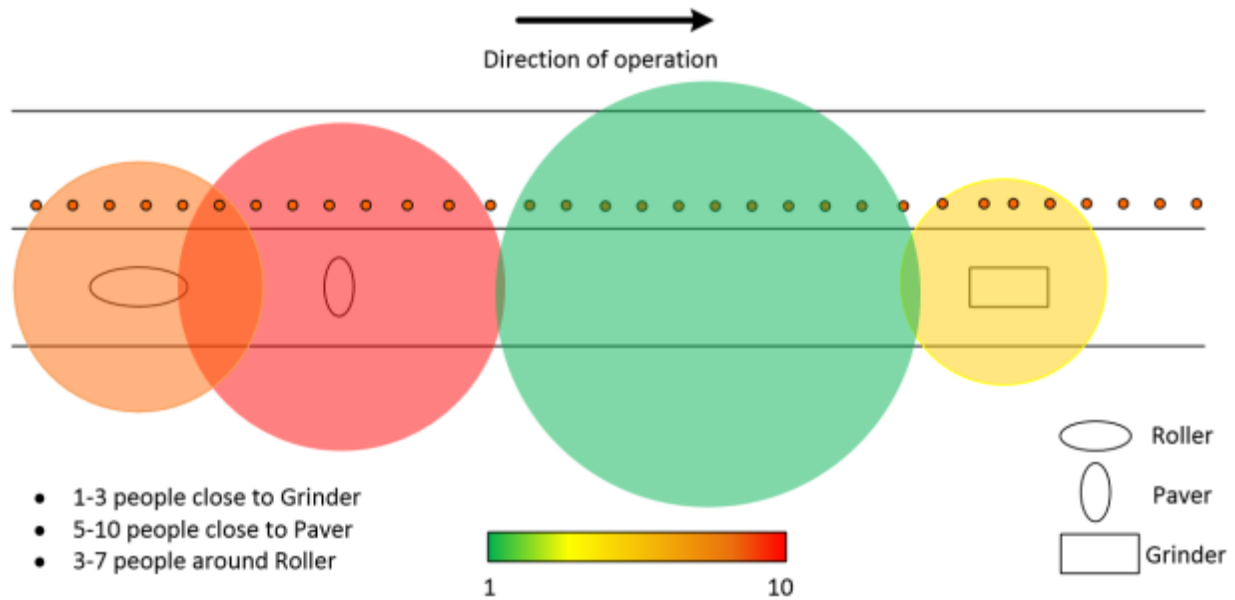 Direction of operation
Roller
● 1-3 people close to Grinder
Paver
● 5-10 people close to Paver
Grinder
● 3-7 people around Roller
1 10